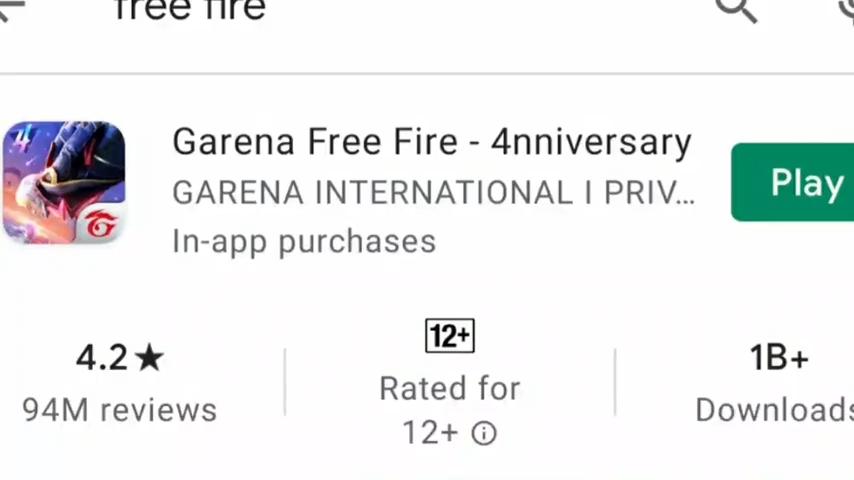 free fire
Garena Free Fire - 4nniversary
GARENA INTERNATIONAL I PRIV...
Play
In-app purchases
4.2★
94M reviews
12+
Rated for
12+
1B+
Downloads